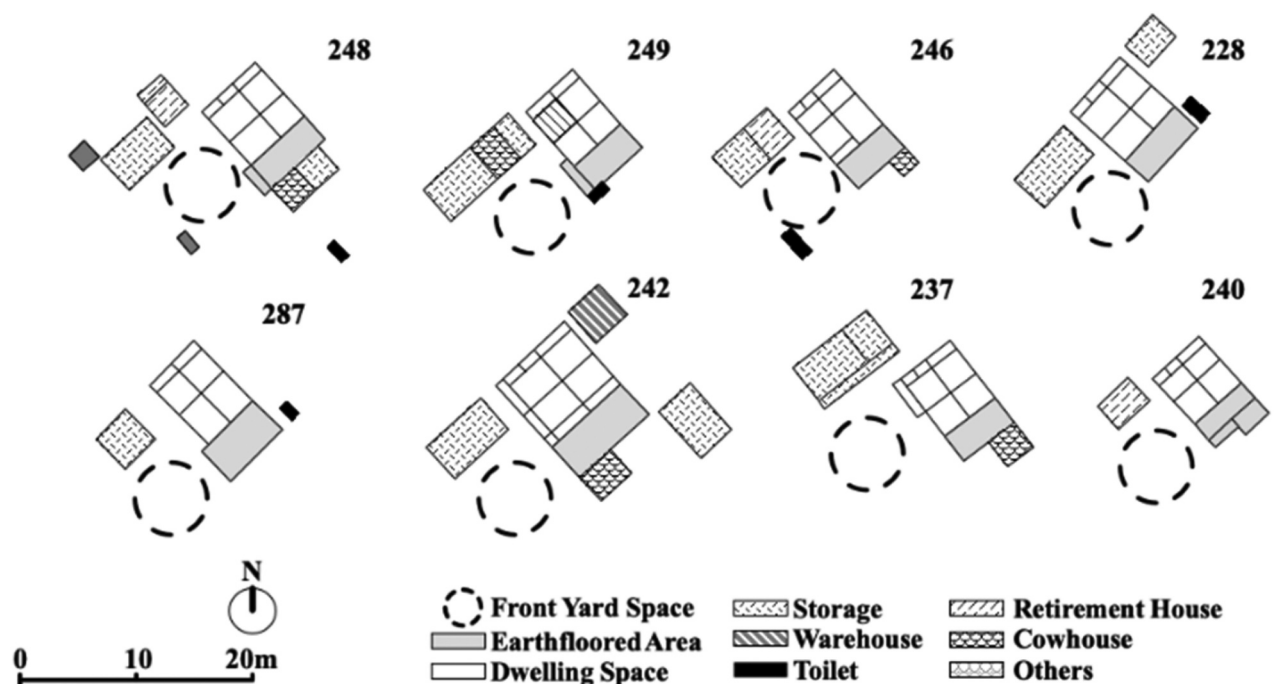 248
249
246
228
287
242
237
240
N
0 10 20m
Front Yard Space
Earthfloored Area
Dwelling Space
Storage
Warehouse
Toilet
Retirement House
Cowhouse
Others